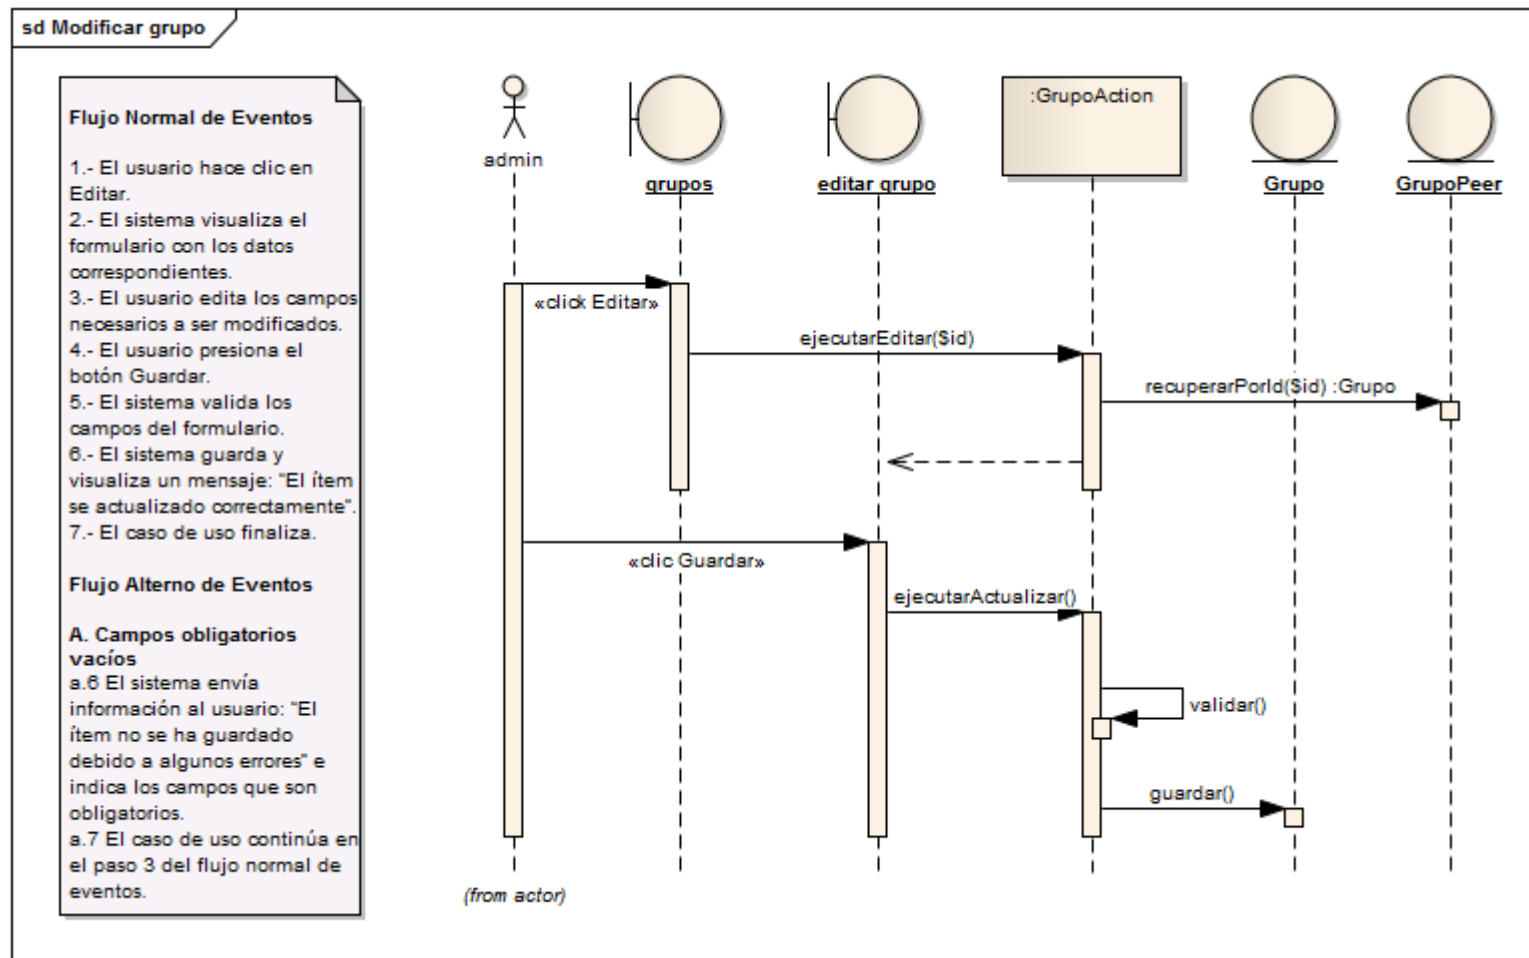 sd Modificar grupo
Flujo Normal de Eventos
1.- El usuario hace clic en
Editar.
2.- El sistema visualiza el
formulario con los datos
correspondientes.
3.- El usuario edita los campos
necesarios a ser modificados.
4.- El usuario presiona el
botón Guardar.
5.- El sistema valida los
campos del formulario.
6.- El sistema guarda y
visualiza un mensaje: "El ítem
se actualizado correctamente".
7.- El caso de uso finaliza.
Flujo Alterno de Eventos
A. Campos obligatorios
vacíos
a.6 El sistema envía
información al usuario: "El
ítem no se ha guardado
debido a algunos errores" e
indica los campos que son
obligatorios.
a.7 El caso de uso continúa en
el paso 3 del flujo normal de
eventos.
admin
grupos
editar grupo
:GrupoAction
Grupo
GrupoPeer
«click Editar»
ejecutarEditar($id)
recuperarPorId($id) :Grupo
«clic Guardar»
ejecutarActualizar()
validar()
guardar()
(from actor)